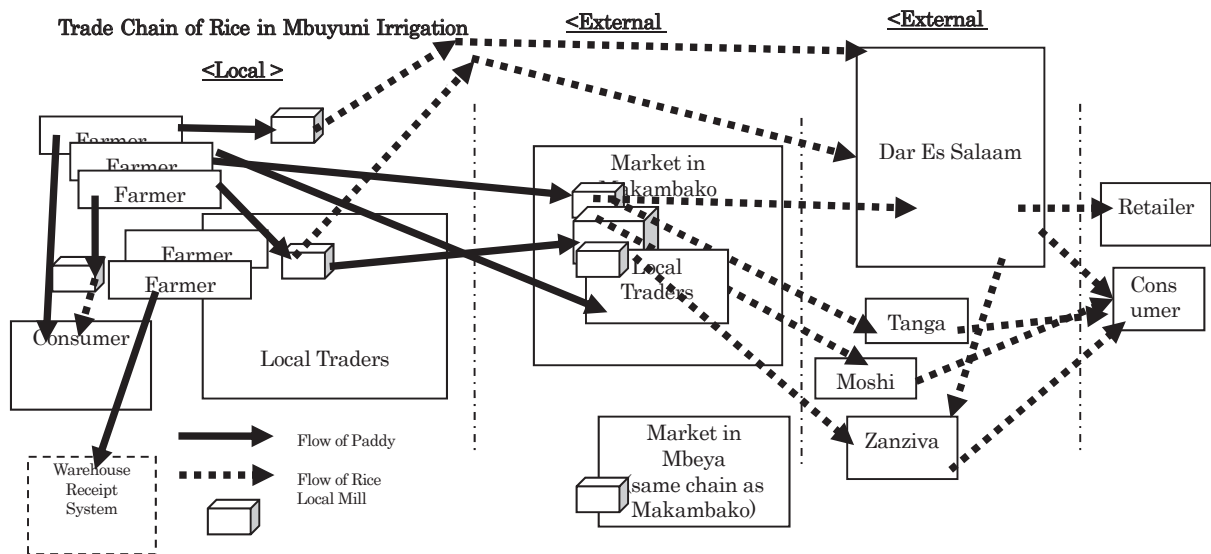 Trade Chain of Rice in Mbuyuni Irrigation
<External
<External
<Local >
Farmer
Farmer
Farmer
Farmer
Farmer
Consumer
Local Traders
Warehouse
Receipt
System
Flow of Paddy
Flow of Rice
Local Mill
Market in
Makambako
Local
Traders
Market in
Mbeya
(same chain as
Makambako)
Dar Es Salaam
Tanga
Moshi
Zanziva
Retailer
Cons
umer